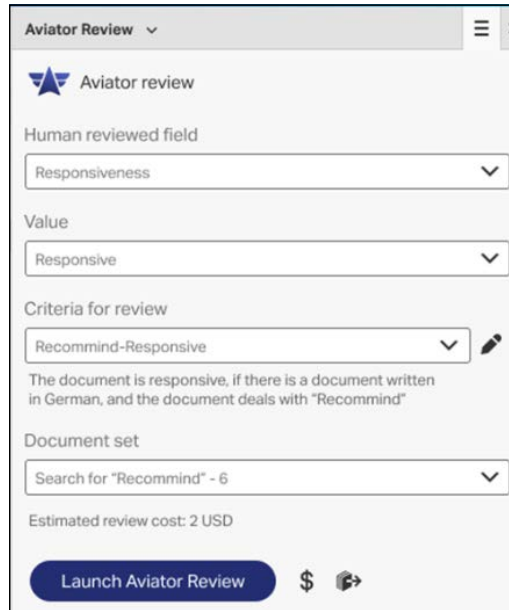 Aviator Review
Aviator review
Human reviewed field
Responsiveness
Value
Responsive
Criteria for review
Recommind-Responsive
The document is responsive, if there is a document written
in German, and the document deals with "Recommind"
Document set
Search for "Recommind" - 6
Estimated review cost: 2 USD
Launch Aviator Review $